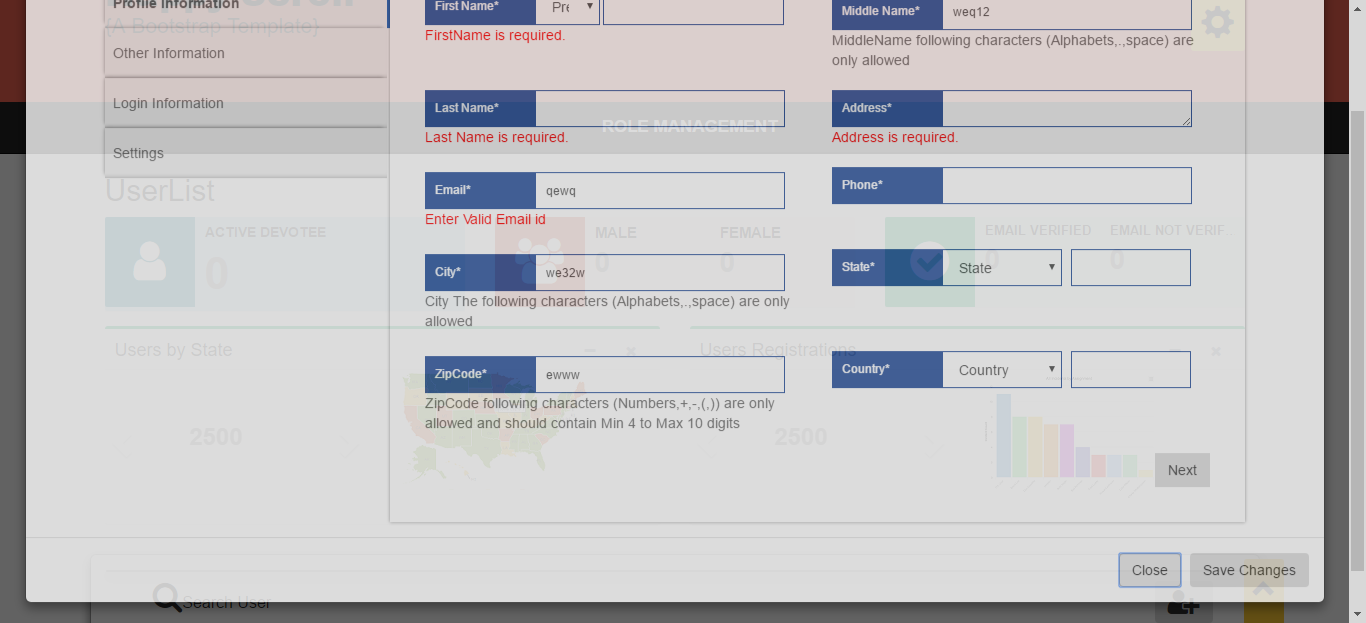 Profile Information
(A Bootstrap Template)
Other Information
Login Information
Settings
First Name*
FirstName is required.
Middle Name* weq12
MiddleName following characters (Alphabets,.,space) are
only allowed
Last Name*
Last Name is required.
Address*
Address is required.
ROLE MANAGEMENT
UserList
Email* qewq
Enter Valid Email id
Phone*
ACTIVE DEVOTEE
0
MALE
0
FEMALE
0
EMAIL VERIFIED
0
EMAIL NOT VERIF..
0
City* we32w
City The following characters (Alphabets,.,space) are only
allowed
State* State
Users by State
Users Registrations
ZipCode* ewww
ZipCode following characters (Numbers,+,-,(,)) are only
allowed and should contain Min 4 to Max 10 digits
Country* Country
2500
2500
Next
Close
Save Changes
Search User